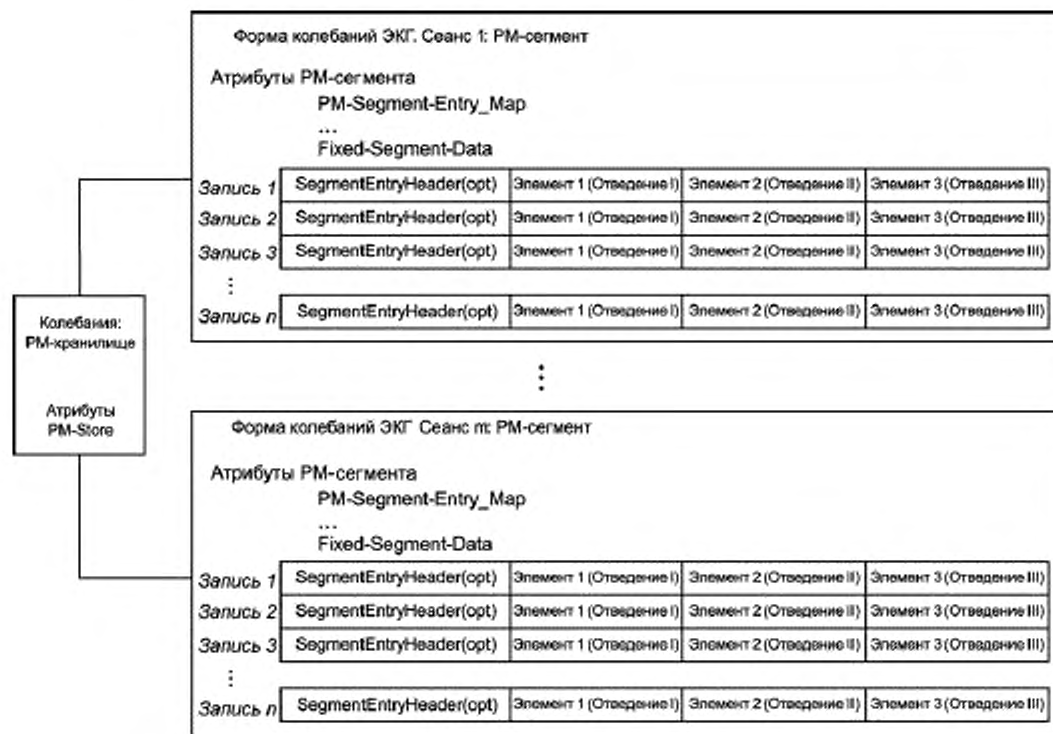 Форма колебаний ЭКГ. Сеанс 1: РМ-сегмент
Атрибуты РМ-сегмента
PM-Segment-Entry_Map
...
Fixed-Segment-Data
Запись 1 SegmentEntryHeader(opt) Элемент 1 (Отведение I) Элемент 2 (Отведение II) Элемент 3 (Отведение III)
Запись 2 SegmentEntryHeader(opt) Элемент 1 (Отведение I) Элемент 2 (Отведение II) Элемент 3 (Отведение III)
Запись 3 SegmentEntryHeader(opt) Элемент 1 (Отведение I) Элемент 2 (Отведение II) Элемент 3 (Отведение III)
Запись n SegmentEntryHeader(opt) Элемент 1 (Отведение I) Элемент 2 (Отведение II) Элемент 3 (Отведение III)
Колебания:
РМ-хранилище
Атрибуты
PM-Store
Форма колебаний ЭКГ Сеанс m: РМ-сегмент
Атрибуты РМ-сегмента
PM-Segment-Entry_Map
...
Fixed-Segment-Data
Запись 1 SegmentEntryHeader(opt) Элемент 1 (Отведение I) Элемент 2 (Отведение II) Элемент 3 (Отведение III)
Запись 2 SegmentEntryHeader(opt) Элемент 1 (Отведение I) Элемент 2 (Отведение II) Элемент 3 (Отведение III)
Запись 3 SegmentEntryHeader(opt) Элемент 1 (Отведение I) Элемент 2 (Отведение II) Элемент 3 (Отведение III)
Запись n SegmentEntryHeader(opt) Элемент 1 (Отведение I) Элемент 2 (Отведение II) Элемент 3 (Отведение III)